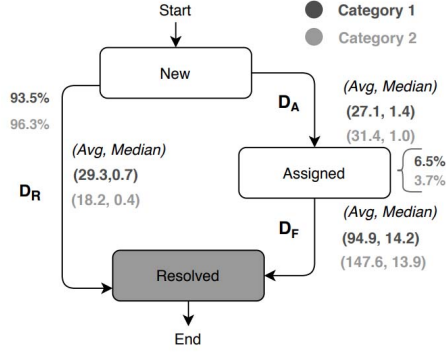 Start
Category 1
Category 2
New
93.5%
96.3%
D_A
(Avg, Median)
(27.1, 1.4)
(31.4, 1.0)
(Avg, Median)
(29.3,0.7)
(18.2, 0.4)
D_R
Assigned
6.5%
3.7%
(Avg, Median)
(94.9, 14.2)
(147.6, 13.9)
D_F
Resolved
End